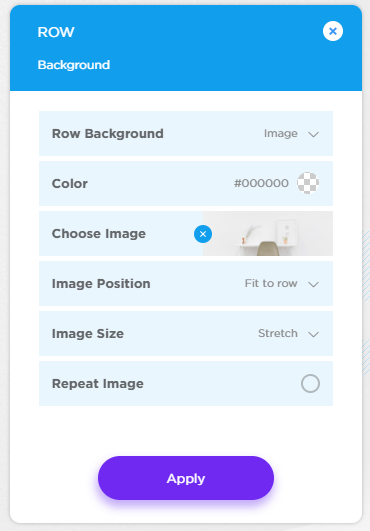 ROW
Background
Row Background Image
Color #000000
Choose Image
Image Position Fit to row
Image Size Stretch
Repeat Image
Apply